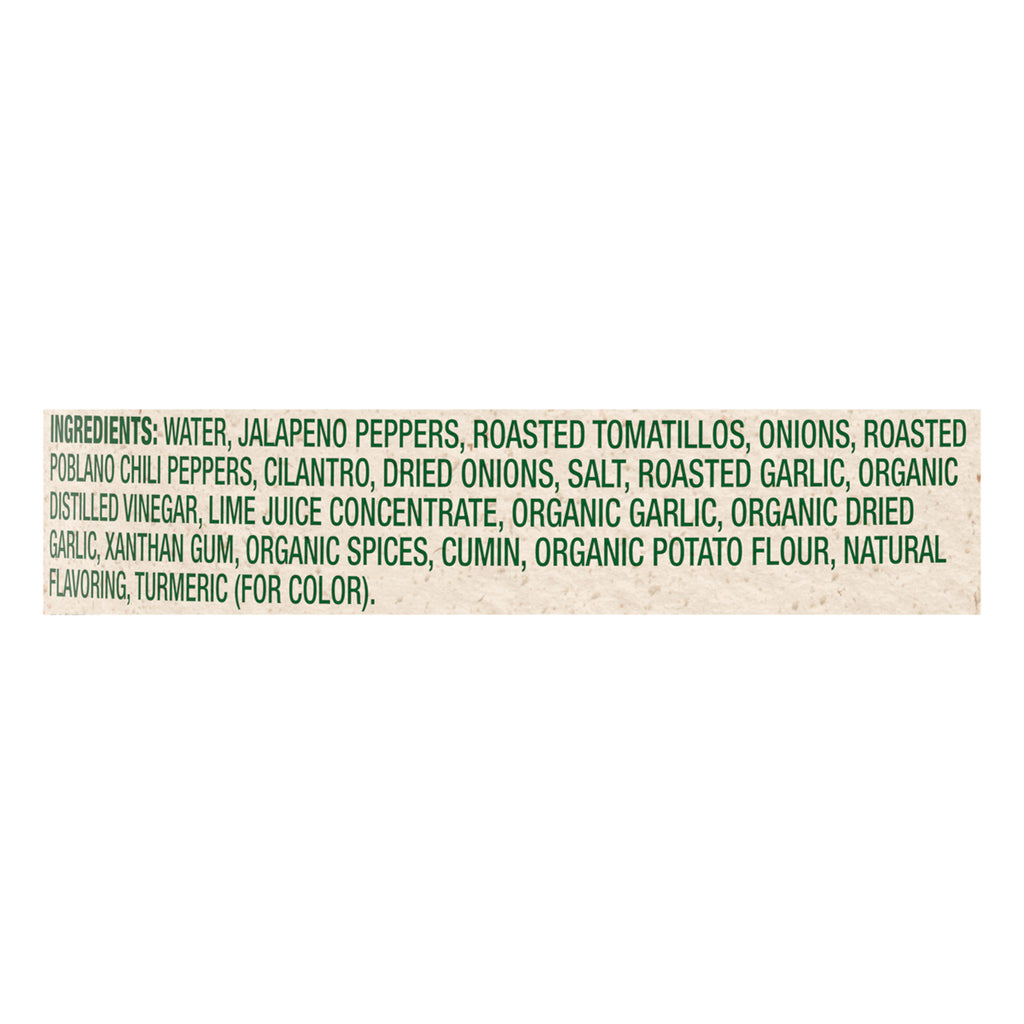 INGREDIENTS: WATER, JALAPENO PEPPERS, ROASTED TOMATILLOS, ONIONS, ROASTED
POBLANO CHILI PEPPERS, CILANTRO, DRIED ONIONS, SALT, ROASTED GARLIC, ORGANIC
DISTILLED VINEGAR, LIME JUICE CONCENTRATE, ORGANIC GARLIC, ORGANIC DRIED
GARLIC, XANTHAN GUM, ORGANIC SPICES, CUMIN, ORGANIC POTATO FLOUR, NATURAL
FLAVORING, TURMERIC (FOR COLOR).